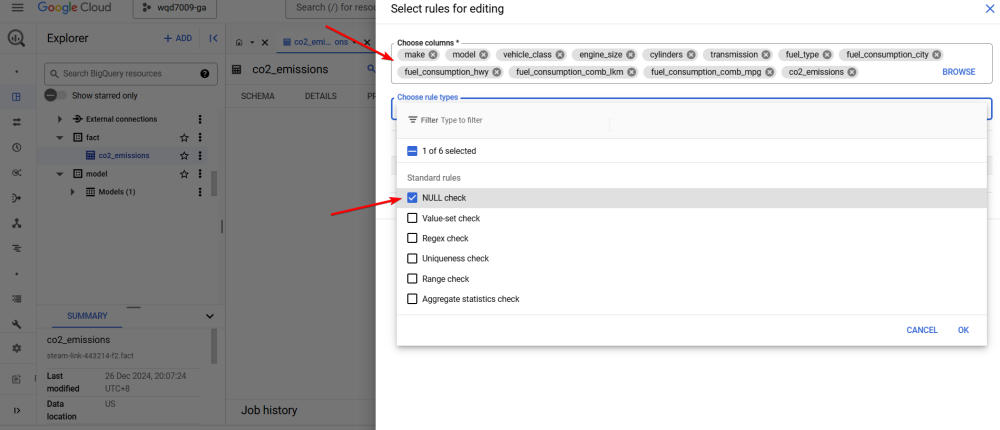 Google Cloud
wqd7009-ga
Search (/) for resou
Select rules for editing
Explorer
+ ADD
Search BigQuery resources
Show starred only
External connections
fact
co2_emissions
model
Models (1)
SUMMARY
co2_emissions
steam-link-443214-f2.fact
Last modified
26 Dec 2024, 20:07:24 UTC+8
Data location
US
co2_emi... ons
co2_emissions
SCHEMA
DETAILS
PR
Job history
Choose columns *
make model vehicle_class engine_size cylinders transmission fuel_type fuel_consumption_city
fuel_consumption_hwy fuel_consumption_comb_lkm fuel_consumption_comb_mpg co2_emissions
BROWSE
Choose rule types
Filter Type to filter
1 of 6 selected
Standard rules
NULL check
Value-set check
Regex check
Uniqueness check
Range check
Aggregate statistics check
CANCEL
OK